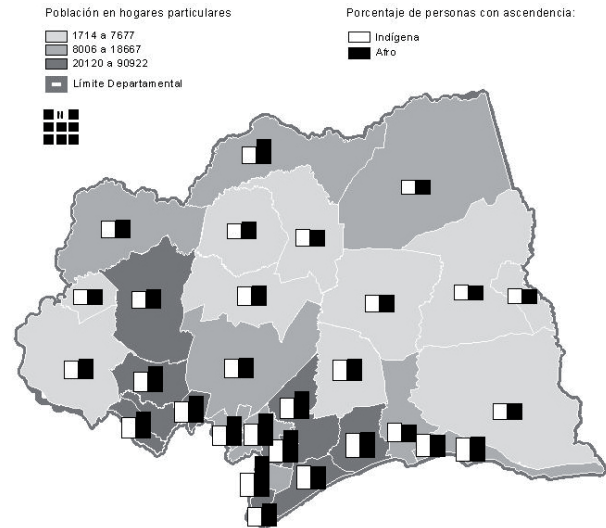 Población en hogares particulares
1714 a 7677
8006 a 18667
20120 a 90922
Límite Departamental
Porcentaje de personas con ascendencia:
Indígena
Afro